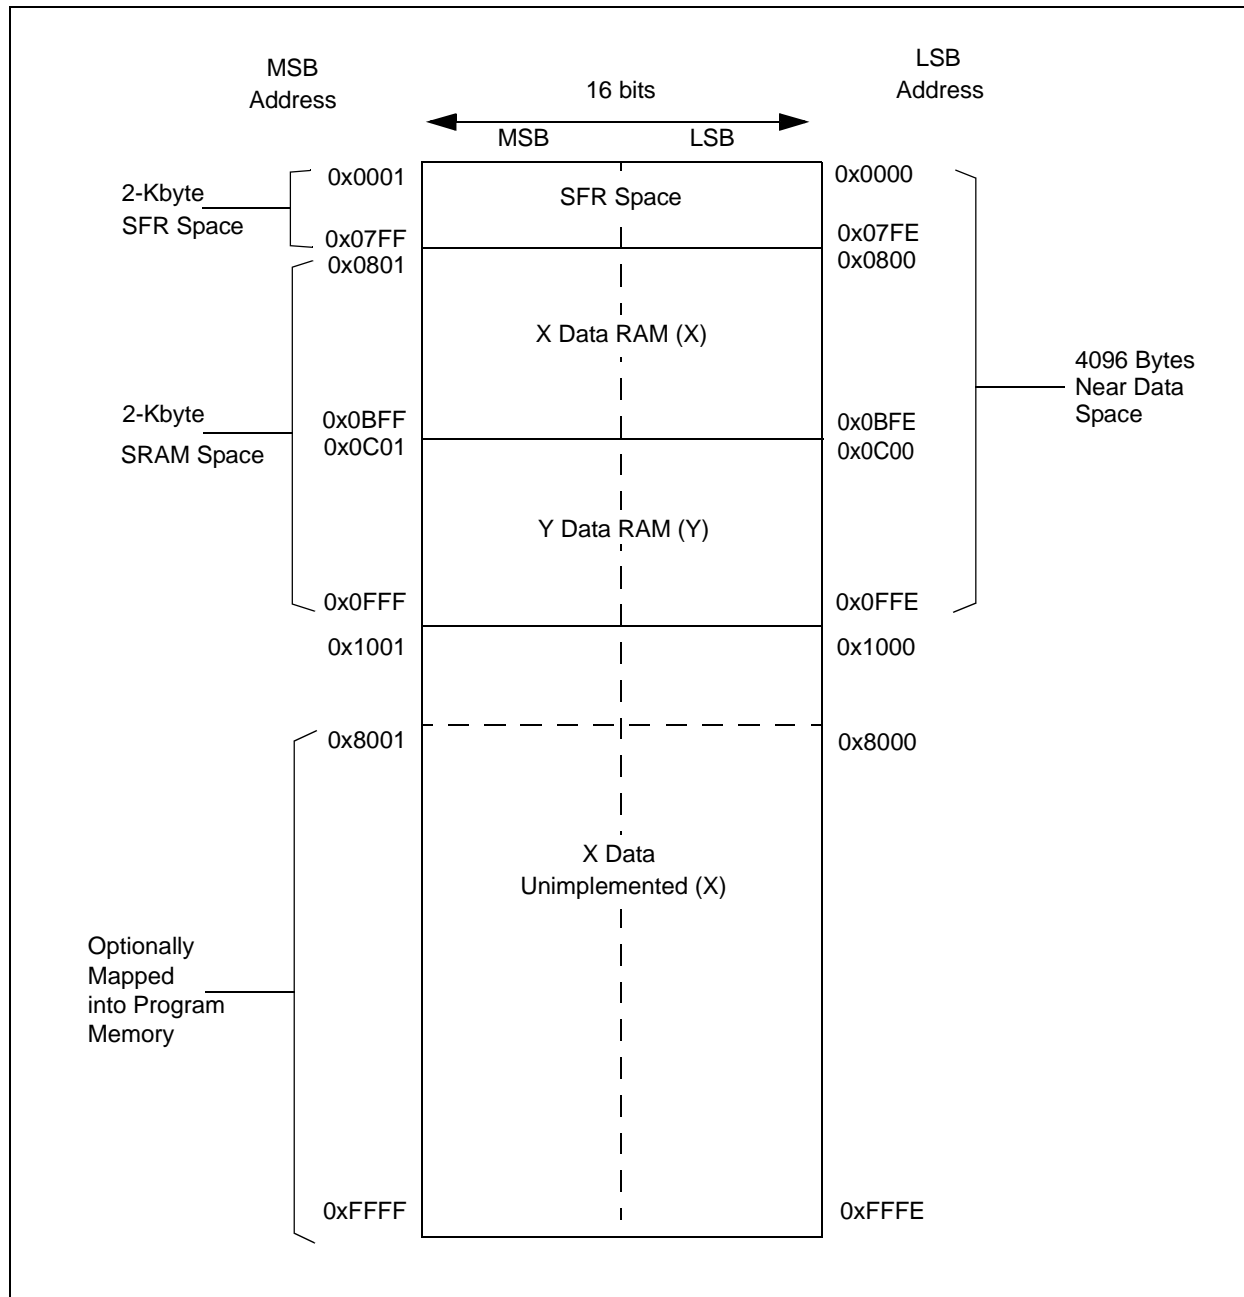 MSB
Address
16 bits
LSB
Address
MSB
LSB
2-Kbyte
SFR Space
0x0001
SFR Space
0x0000
0x07FF
0x07FE
0x0801
0x0800
X Data RAM (X)
2-Kbyte
SRAM Space
0x0BFF
0x0BFE
0x0C01
0x0C00
4096 Bytes
Near Data
Space
Y Data RAM (Y)
0x0FFF
0x0FFE
0x1001
0x1000
0x8001
0x8000
X Data
Unimplemented (X)
Optionally
Mapped
into Program
Memory
0xFFFF
0xFFFE